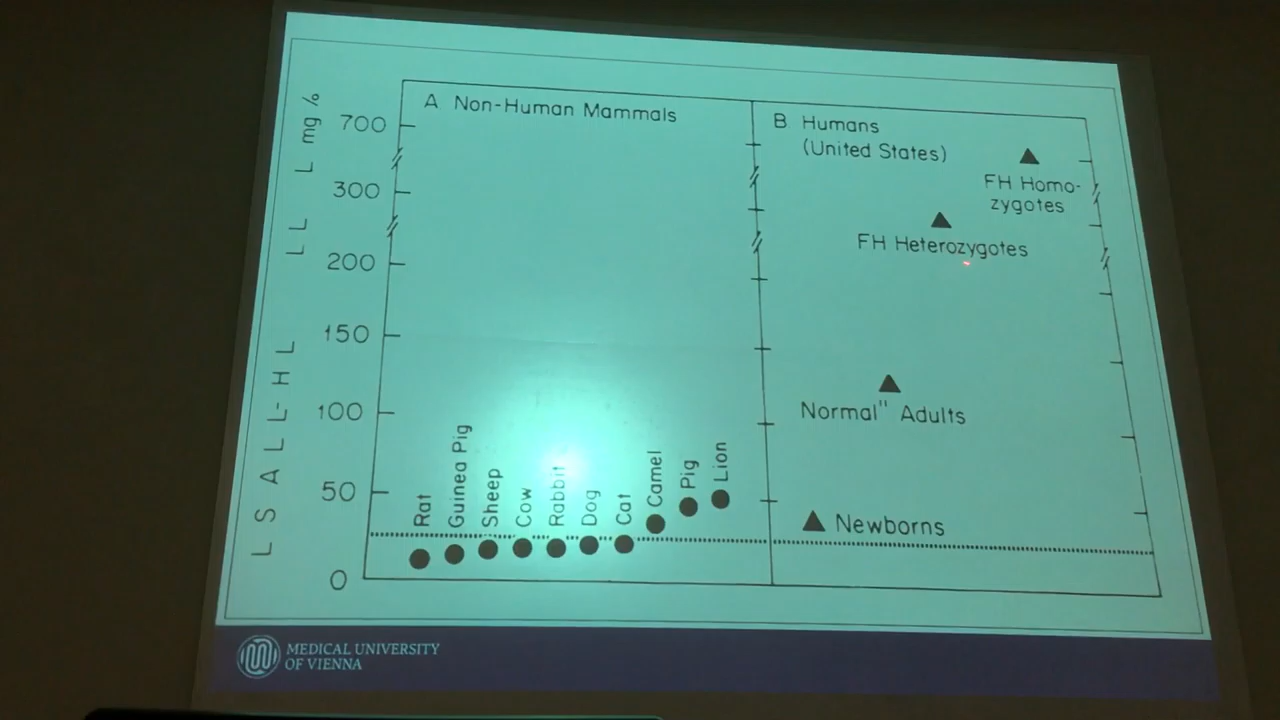 A Non-Human Mammals
B Humans
(United States)
FH Homo-
zygotes
FH Heterozygotes
Normal" Adults
Newborns
mg %
700
300
200
150
100
50
0
Rat
Guinea Pig
Sheep
Cow
Rabbit
Dog
Cat
Camel
Pig
Lion
MEDICAL UNIVERSITY
OF VIENNA